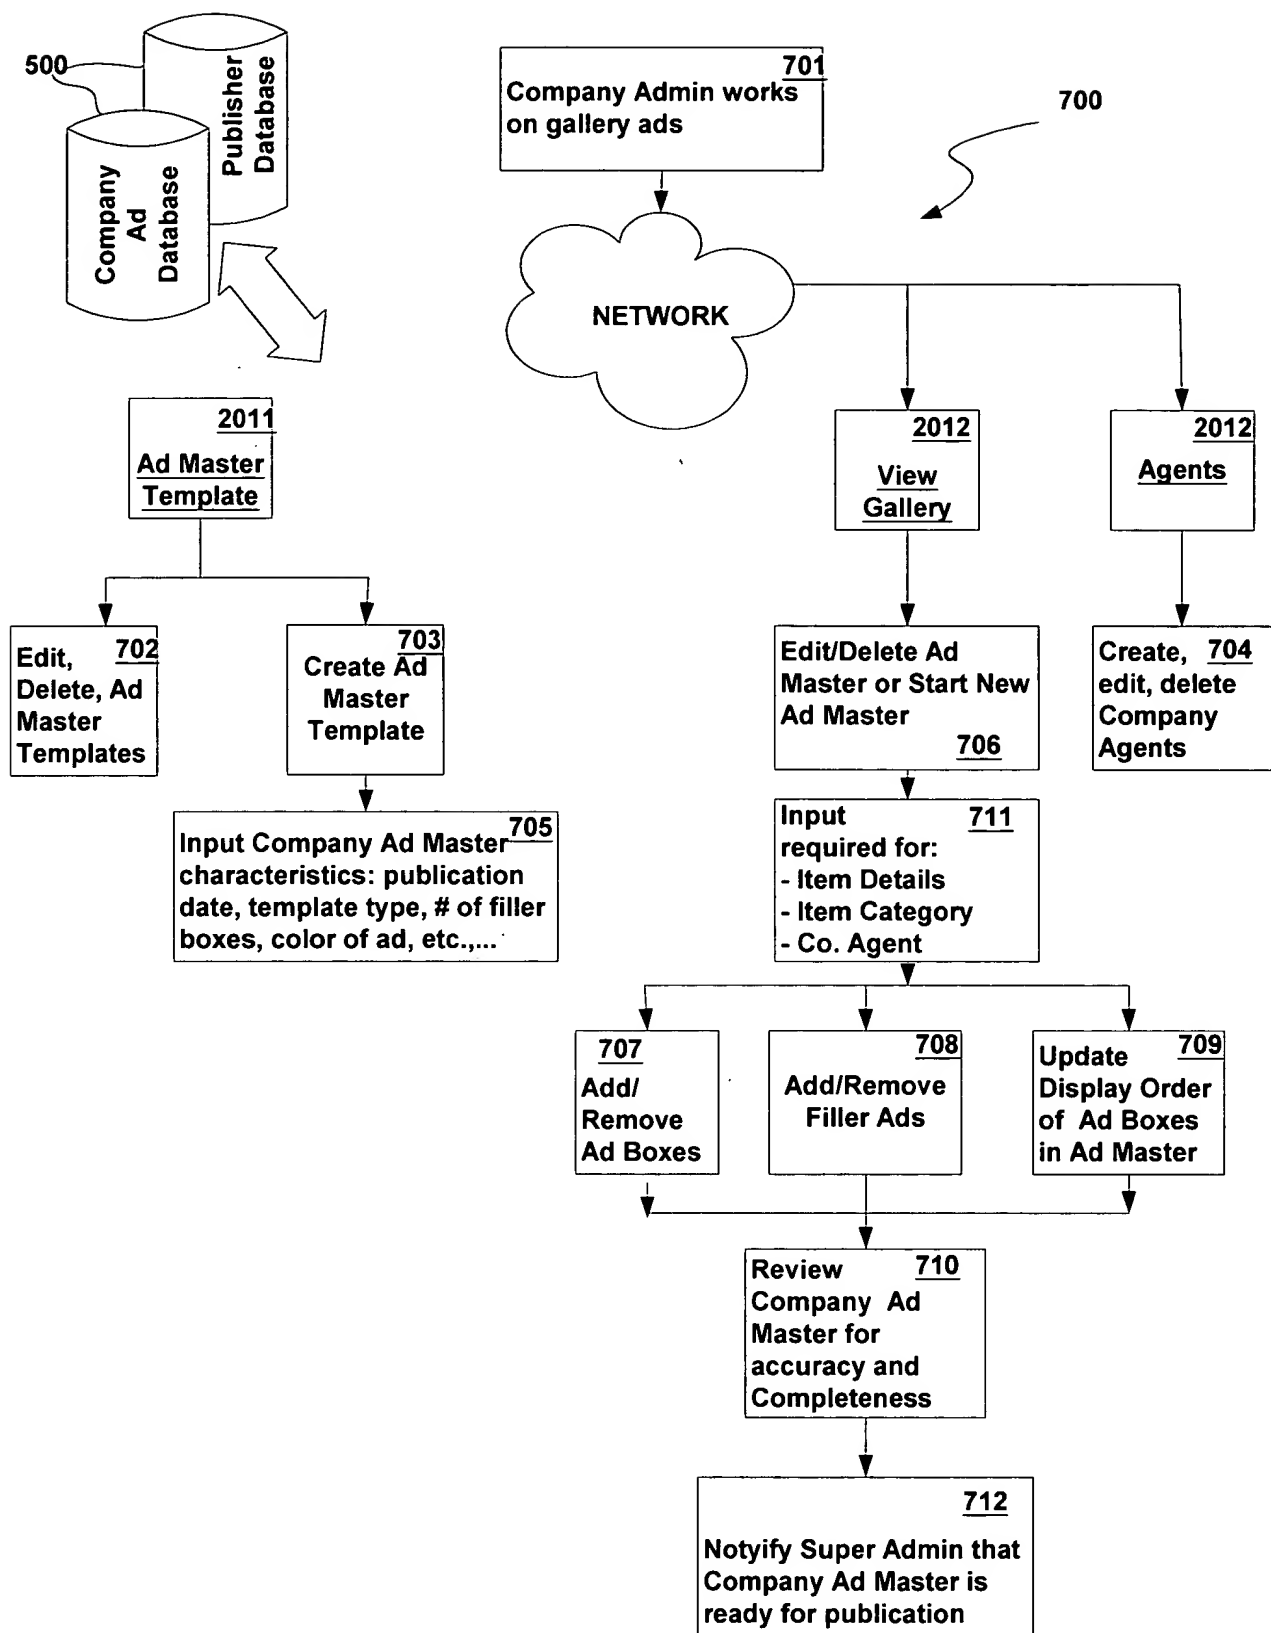 500
Publisher
Database
Company
Ad
Database
701
Company Admin works
on gallery ads
700
NETWORK
2011
Ad Master
Template
2012
View
Gallery
2012
Agents
702
Edit,
Delete, Ad
Master
Templates
703
Create Ad
Master
Template
Edit/Delete Ad
Master or Start New
Ad Master
706
Create, 704
edit, delete
Company
Agents
705
Input Company Ad Master
characteristics: publication
date, template type, # of filler
boxes, color of ad, etc.,...
Input 711
required for:
- Item Details
- Item Category
- Co. Agent
707
Add/
Remove
Ad Boxes
708
Add/Remove
Filler Ads
709
Update
Display Order
of Ad Boxes
in Ad Master
Review 710
Company Ad
Master for
accuracy and
Completeness
712
Notyify Super Admin that
Company Ad Master is
ready for publication